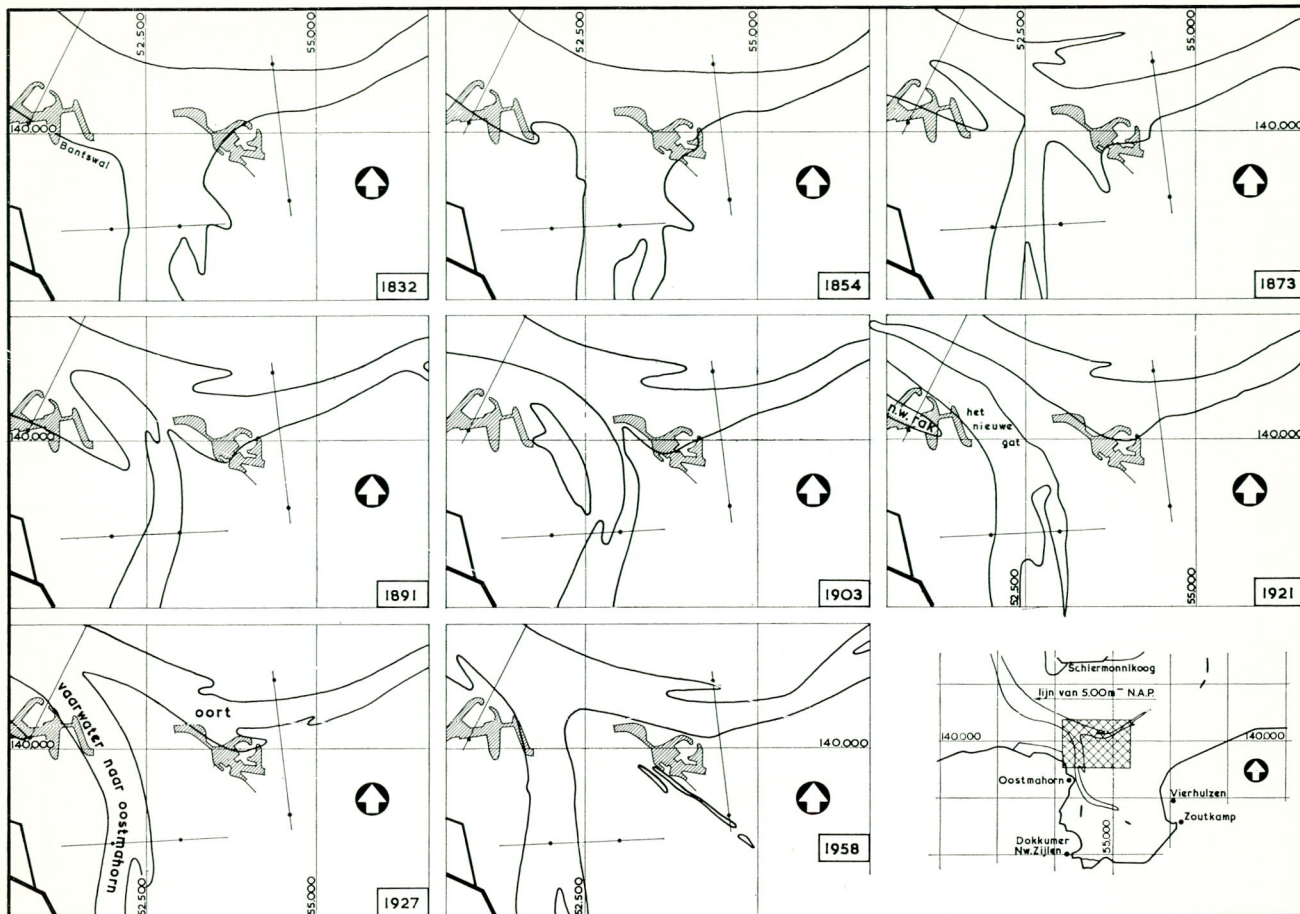 52.500
55.000
140.000
Bantswal
1832
52.500
55.000
1854
52.500
55.000
140.000
1873
140.000
1891
1903
n.w. rak
het
nieuwe
gat
140.000
52.500
55.000
1921
vaarwater naar oostmahorn
oort
140.000
52.500
55.000
1927
140.000
52.500
1958
Schiermonnikoog
lijn van 5.00m⁻ N.A.P.
140.000
140.000
Oostmahorn
Vierhuizen
Zoutkamp
55.000
Dokkumer
Nw. Zijlen